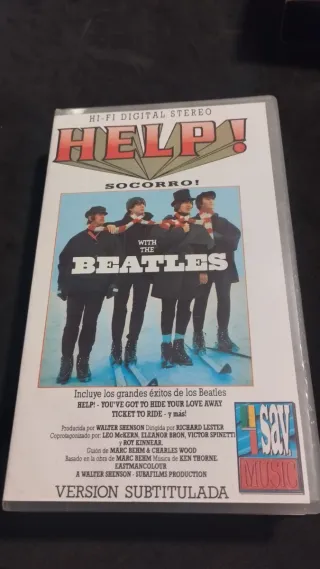 HI-FI DIGITAL STEREO
HELP!
SOCORRO!
WITH
THE
BEATLES
Incluye los grandes éxitos de los Beatles
HELP! - YOU'VE GOT TO HIDE YOUR LOVE AWAY
TICKET TO RIDE - y más!
Producida por WALTER SHENSON Dirigida por RICHARD LESTER
Coprotagonizado por: LEO McKERN, ELEANOR BRON, VICTOR SPINETTI
y ROY KINNEAR.
Guión de MARC BEHM & CHARLES WOOD
Basado en la obra de MARC BEHM Música de KEN THORNE.
EASTMANCOLOUR
A WALTER SHENSON - SUBAFILMS PRODUCTION
VERSION SUBTITULADA
sav
MUSIC